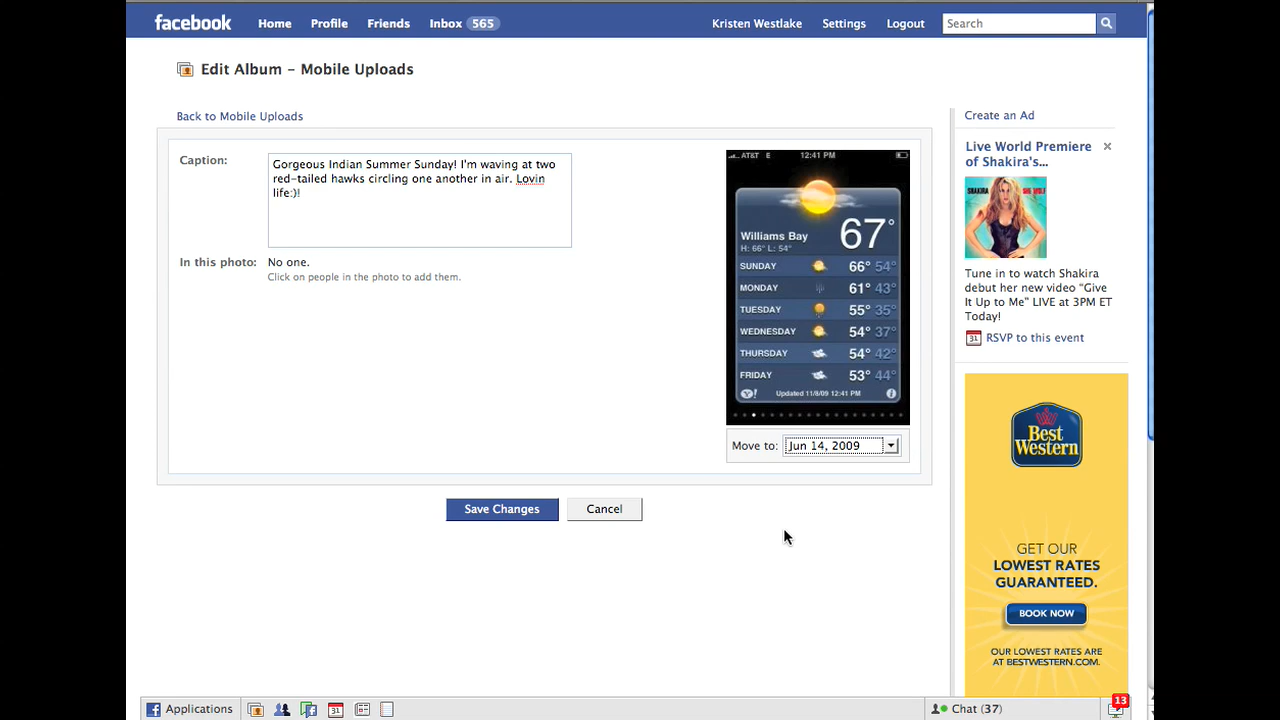 facebook Home Profile Friends Inbox 565 Kristen Westlake Settings Logout Search
Edit Album – Mobile Uploads
Back to Mobile Uploads
Caption:
Gorgeous Indian Summer Sunday! I'm waving at two
red-tailed hawks circling one another in air. Lovin
life:)!
In this photo: No one.
Click on people in the photo to add them.
AT&T E 12:41 PM
Williams Bay 67°
H: 66° L: 54°
SUNDAY 66° 54°
MONDAY 61° 43°
TUESDAY 55° 35°
WEDNESDAY 54° 37°
THURSDAY 54° 42°
FRIDAY 53° 44°
Y! Updated 11/8/09 12:41 PM i
Move to: Jun 14, 2009
Save Changes Cancel
Create an Ad
Live World Premiere
of Shakira's...
SHAKIRA SHE WOLF
Tune in to watch Shakira
debut her new video “Give
It Up to Me” LIVE at 3PM ET
Today!
31 RSVP to this event
Best
Western
GET OUR
LOWEST RATES
GUARANTEED.
BOOK NOW
OUR LOWEST RATES ARE
AT BESTWESTERN.COM.
Applications 31 Chat (37) 13